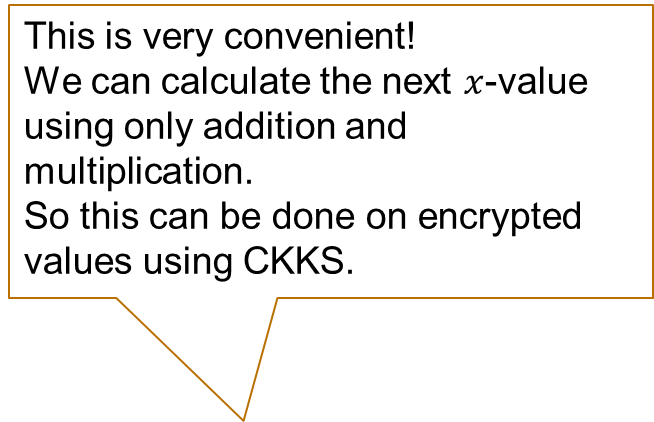 This is very convenient!
We can calculate the next 𝑥-value
using only addition and
multiplication.
So this can be done on encrypted
values using CKKS.